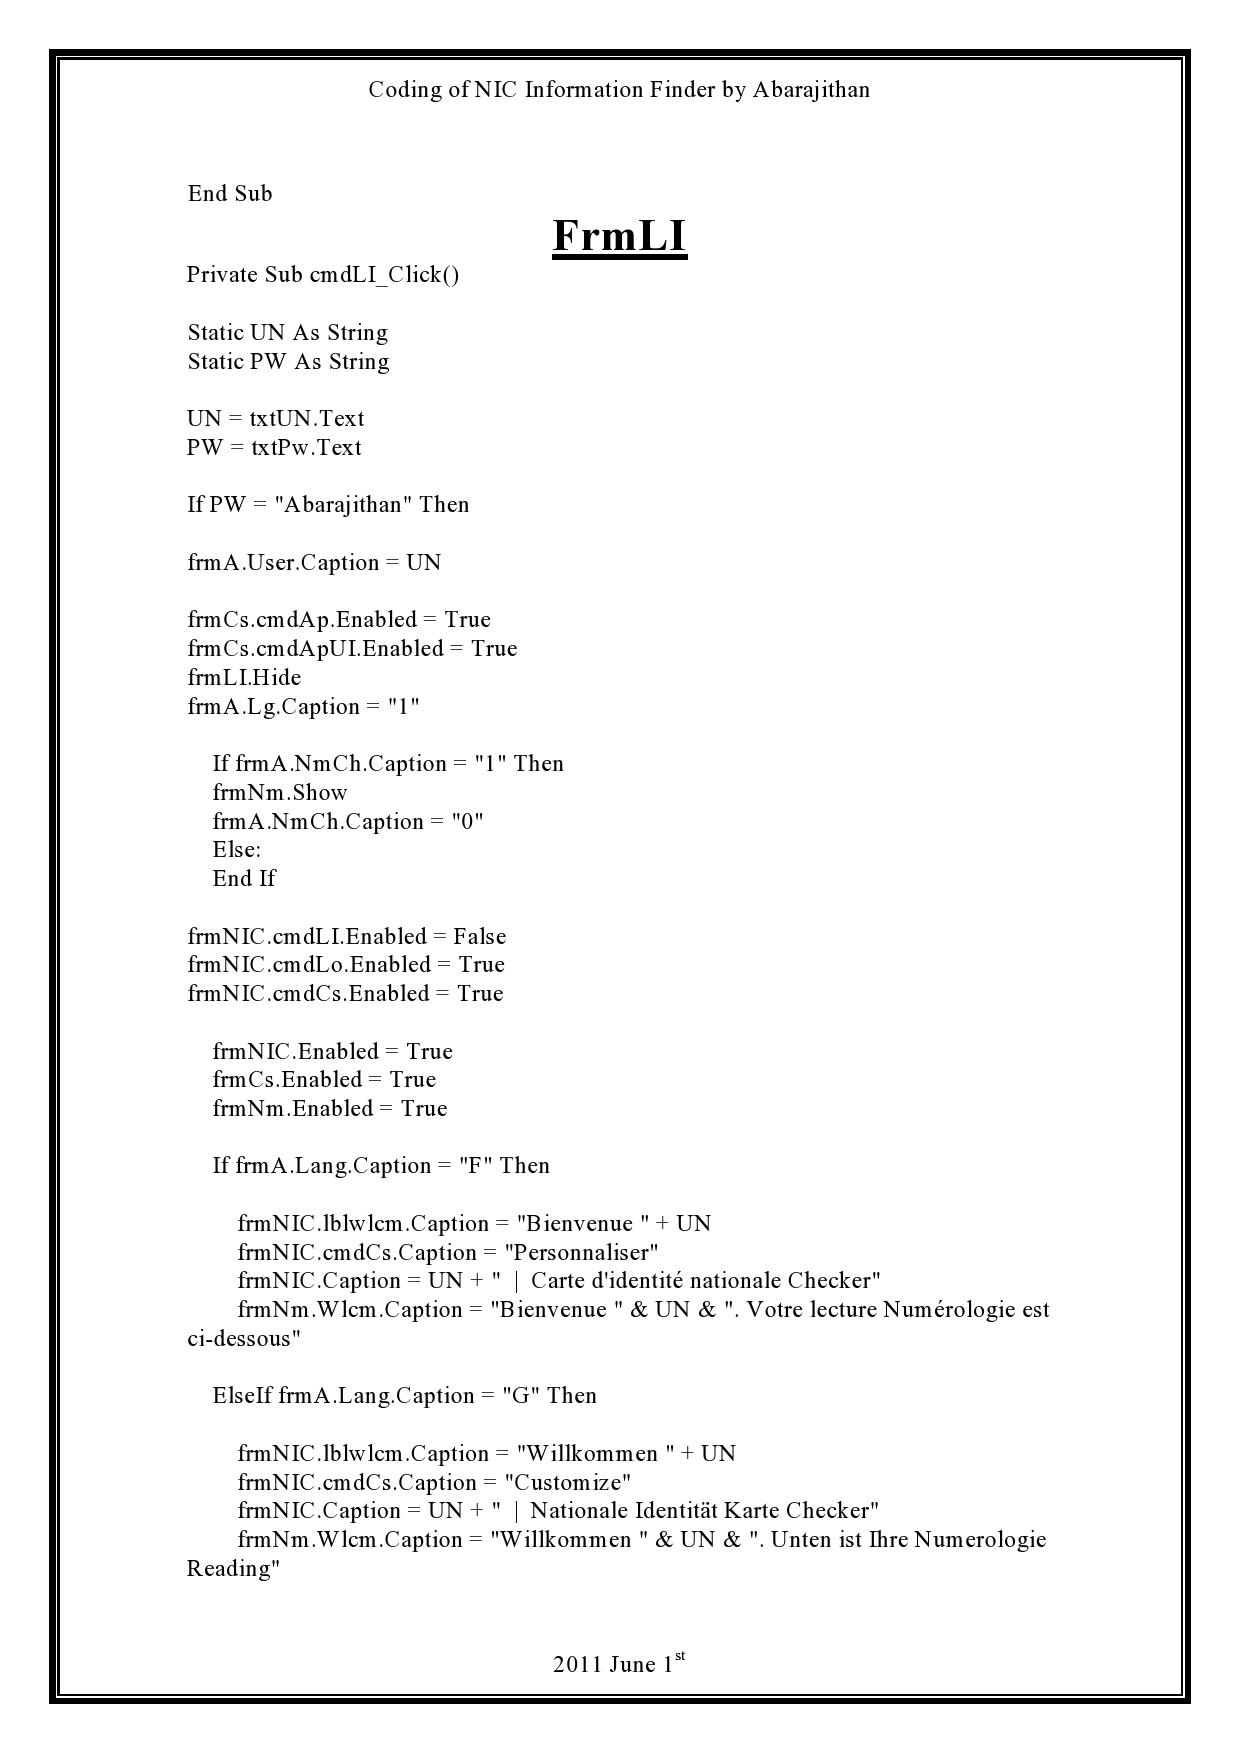 Coding of NIC Information Finder by Abarajithan
End Sub
FrmLI
Private Sub cmdLI_Click()
Static UN As String
Static PW As String
UN = txtUN.Text
PW = txtPw.Text
If PW = "Abarajithan" Then
frmA.User.Caption = UN
frmCs.cmdAp.Enabled = True
frmCs.cmdApUI.Enabled = True
frmLI.Hide
frmA.Lg.Caption = "1"
If frmA.NmCh.Caption = "1" Then
frmNm.Show
frmA.NmCh.Caption = "0"
Else:
End If
frmNIC.cmdLI.Enabled = False
frmNIC.cmdLo.Enabled = True
frmNIC.cmdCs.Enabled = True
frmNIC.Enabled = True
frmCs.Enabled = True
frmNm.Enabled = True
If frmA.Lang.Caption = "F" Then
frmNIC.lblwlcm.Caption = "Bienvenue " + UN
frmNIC.cmdCs.Caption = "Personnaliser"
frmNIC.Caption = UN + " | Carte d'identité nationale Checker"
frmNm.Wlcm.Caption = "Bienvenue " & UN & ". Votre lecture Numérologie est
ci-dessous"
ElseIf frmA.Lang.Caption = "G" Then
frmNIC.lblwlcm.Caption = "Willkommen " + UN
frmNIC.cmdCs.Caption = "Customize"
frmNIC.Caption = UN + " | Nationale Identität Karte Checker"
frmNm.Wlcm.Caption = "Willkommen " & UN & ". Unten ist Ihre Numerologie
Reading"
2011 June 1st